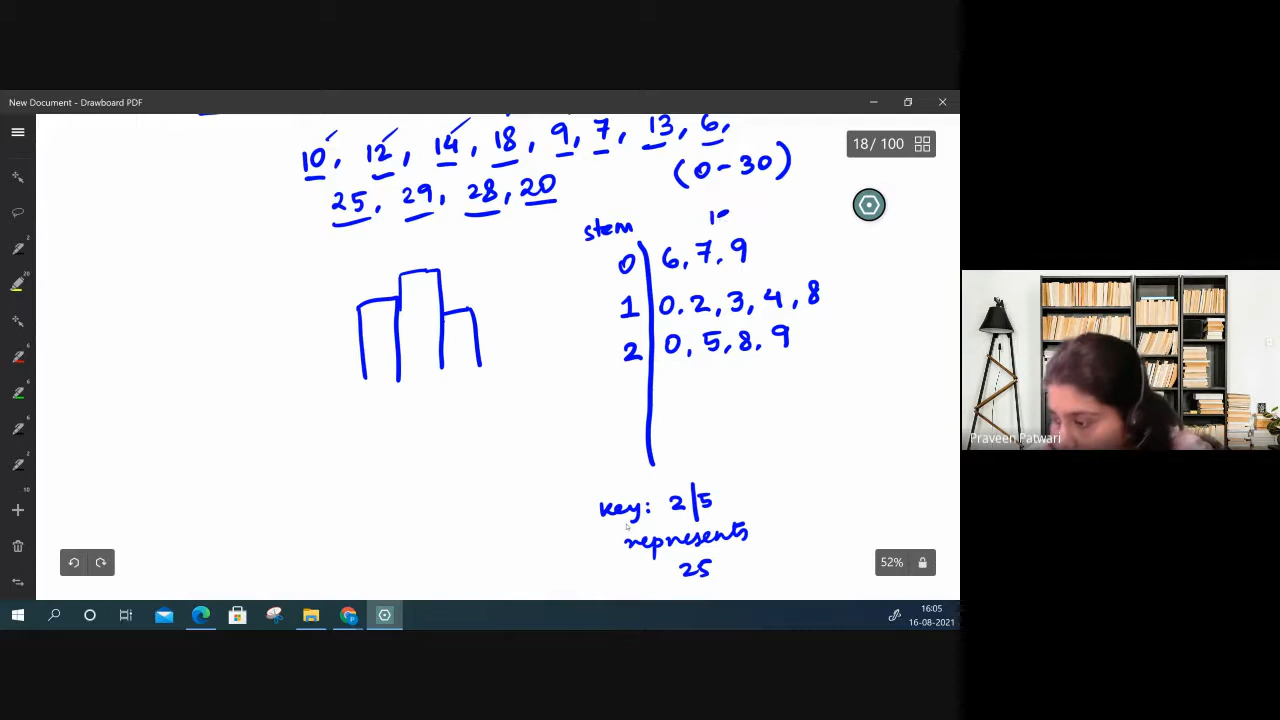 New Document - Drawboard PDF
10, 12, 14, 18, 9, 7, 13, 6,
(0-30)
25, 29, 28, 20
18 / 100
stem
0 | 6, 7, 9
1 | 0, 2, 3, 4, 8
2 | 0, 5, 8, 9
key: 2|5
represents
25
52%
Praveen Patwari
16:05
16-08-2021